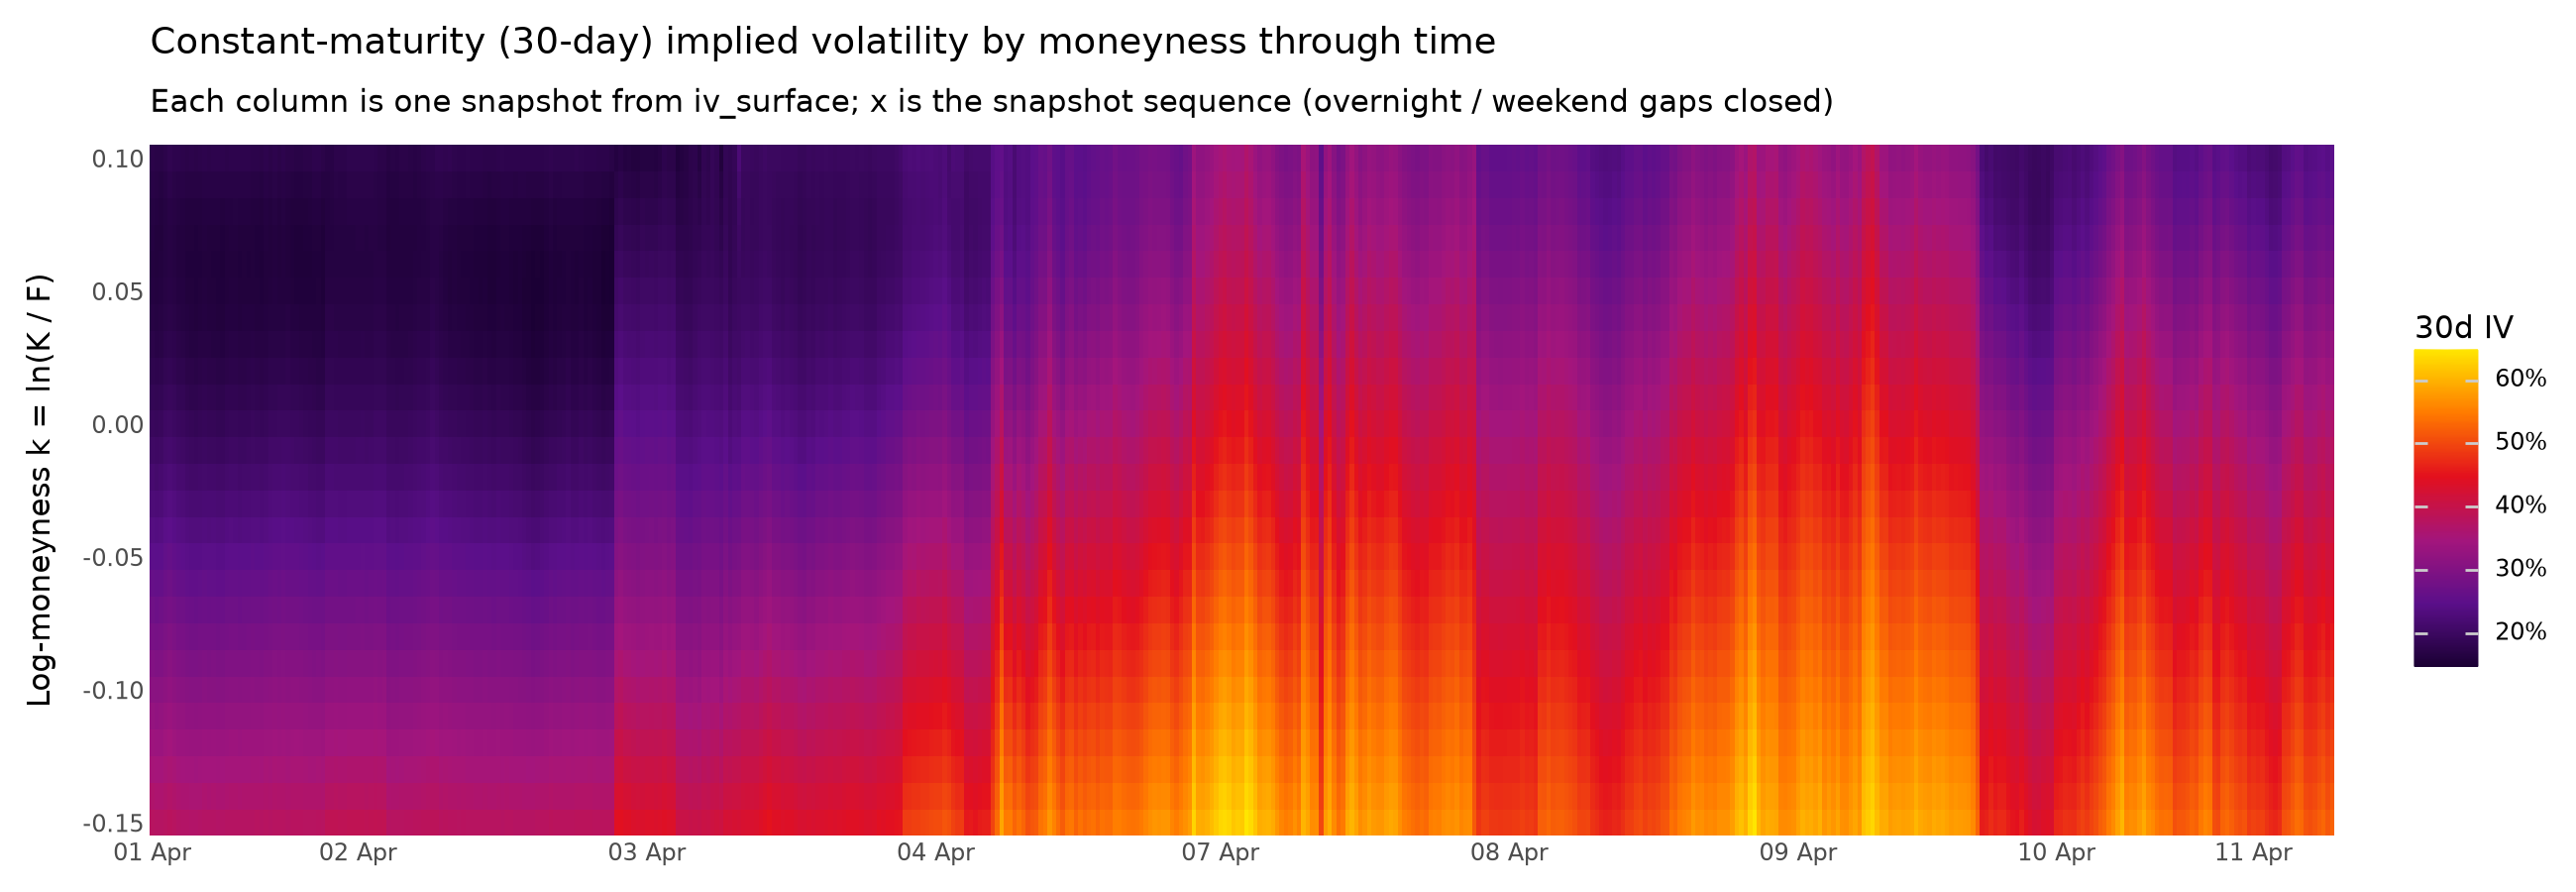 Constant-maturity (30-day) implied volatility by moneyness through time
Each column is one snapshot from iv_surface; x is the snapshot sequence (overnight / weekend gaps closed)
Log-moneyness k = ln(K / F)
0.10
0.05
0.00
-0.05
-0.10
-0.15
01 Apr 02 Apr 03 Apr 04 Apr 07 Apr 08 Apr 09 Apr 10 Apr 11 Apr
30d IV
60%
50%
40%
30%
20%